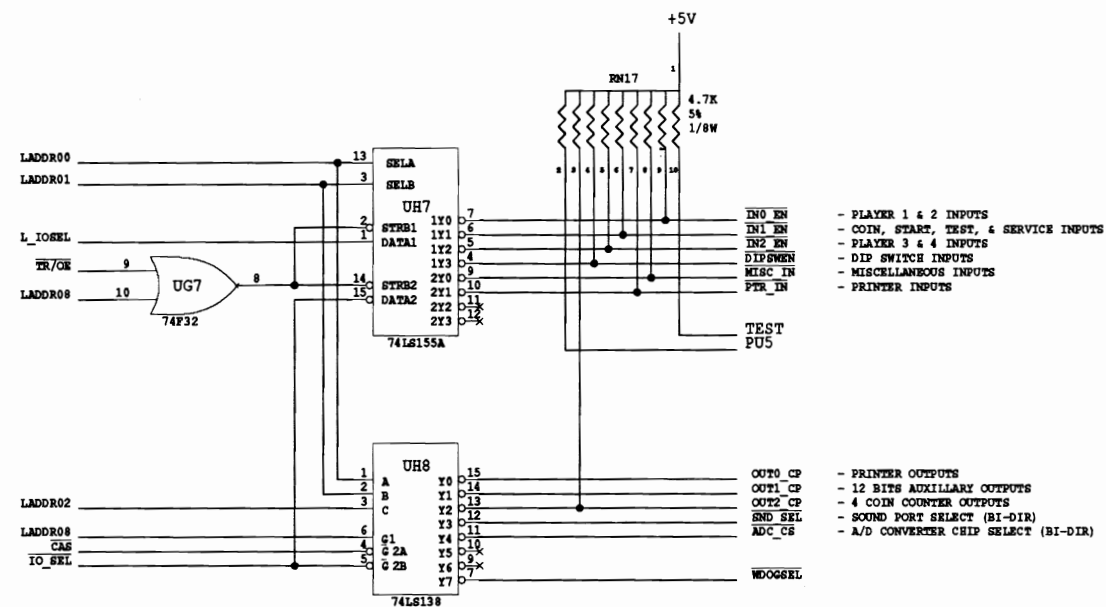 +5V
1
RN17
4.7K
5%
1/8W
2 3 4 5 6 7 8 9 10
LADDR00 13 SELA
LADDR01 3 SELB
UH7
1Y0 7 IN0_EN - PLAYER 1 & 2 INPUTS
2 STRB1 1Y1 6 IN1_EN - COIN, START, TEST, & SERVICE INPUTS
L_IOSEL 1 DATA1 1Y2 5 IN2_EN - PLAYER 3 & 4 INPUTS
1Y3 4 DIPSWEN - DIP SWITCH INPUTS
TR/OE 9 8 14 STRB2 2Y0 9 MISC_IN - MISCELLANEOUS INPUTS
UG7
LADDR08 10 15 DATA2 2Y1 10 PTR_IN - PRINTER INPUTS
2Y2 11
74F32 2Y3 12
TEST
74LS155A
PU5
UH8
1 A Y0 15 OUT0_CP - PRINTER OUTPUTS
2 B Y1 14 OUT1_CP - 12 BITS AUXILLARY OUTPUTS
LADDR02 3 C Y2 13 OUT2_CP - 4 COIN COUNTER OUTPUTS
Y3 12 SND_SEL - SOUND PORT SELECT (BI-DIR)
LADDR08 6 G1 Y4 11 ADC_CS - A/D CONVERTER CHIP SELECT (BI-DIR)
CAS 4 G2A Y5 10
IO_SEL 5 G2B Y6 9
Y7 7 WDOGSEL
74LS138